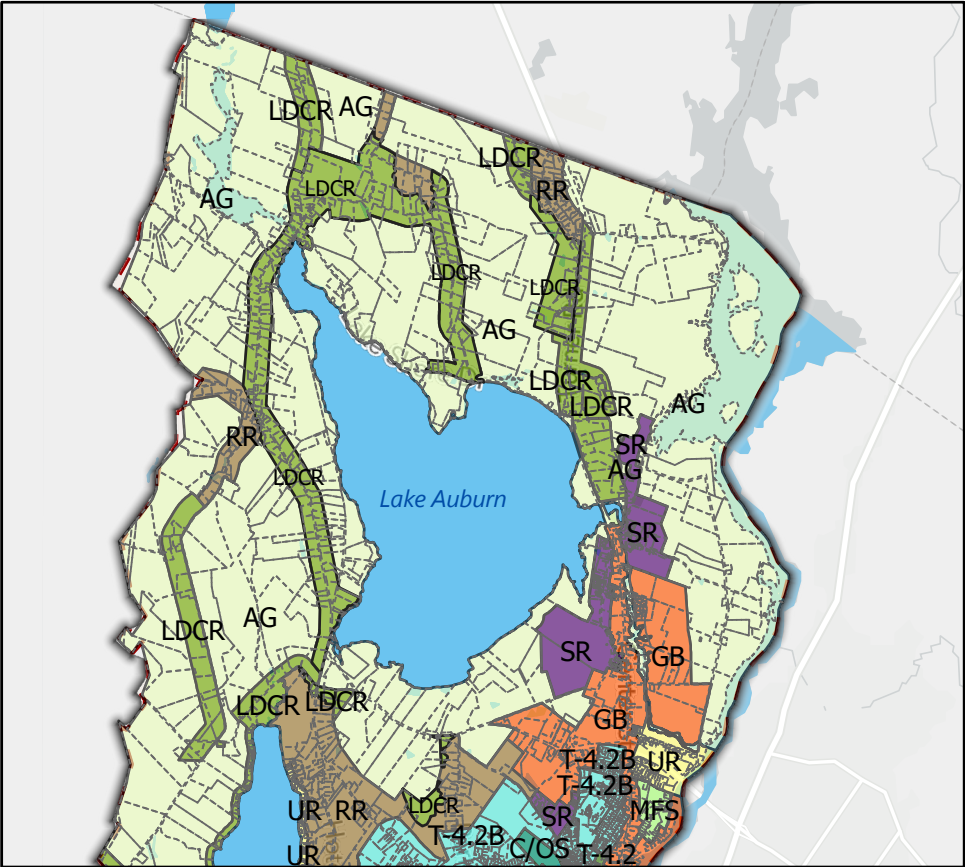 LDCR
AG
LDCR
LDCR
RR
AG
LDCR
LDCR
AG
LDCR
LDCR
AG
RR
SR
AG
LDCR
Lake Auburn
SR
AG
LDCR
SR
GB
LDCR
LDCR
GB
T-4.2B
UR
T-4.2B
LDCR
UR
RR
SR
MFS
T-4.2B
C/OS
T-4.2
UR